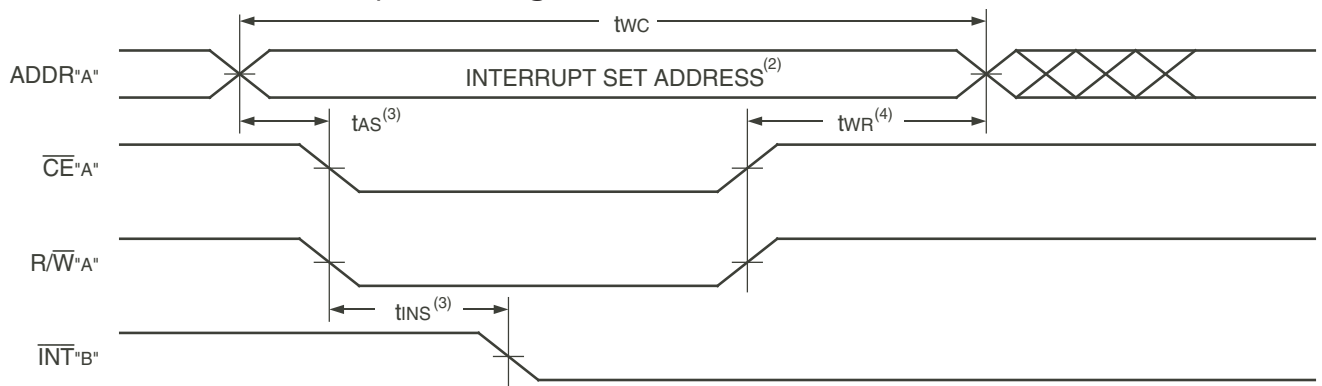 tWC
ADDR"A" INTERRUPT SET ADDRESS(2)
tAS(3) tWR(4)
CE"A"
R/W"A"
tINS(3)
INT"B"